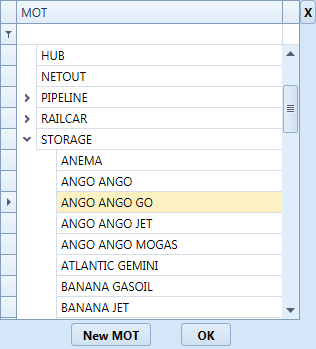 MOT
X
HUB
NETOUT
PIPELINE
RAILCAR
STORAGE
ANEMA
ANGO ANGO
ANGO ANGO GO
ANGO ANGO JET
ANGO ANGO MOGAS
ATLANTIC GEMINI
BANANA GASOIL
BANANA JET
New MOT OK